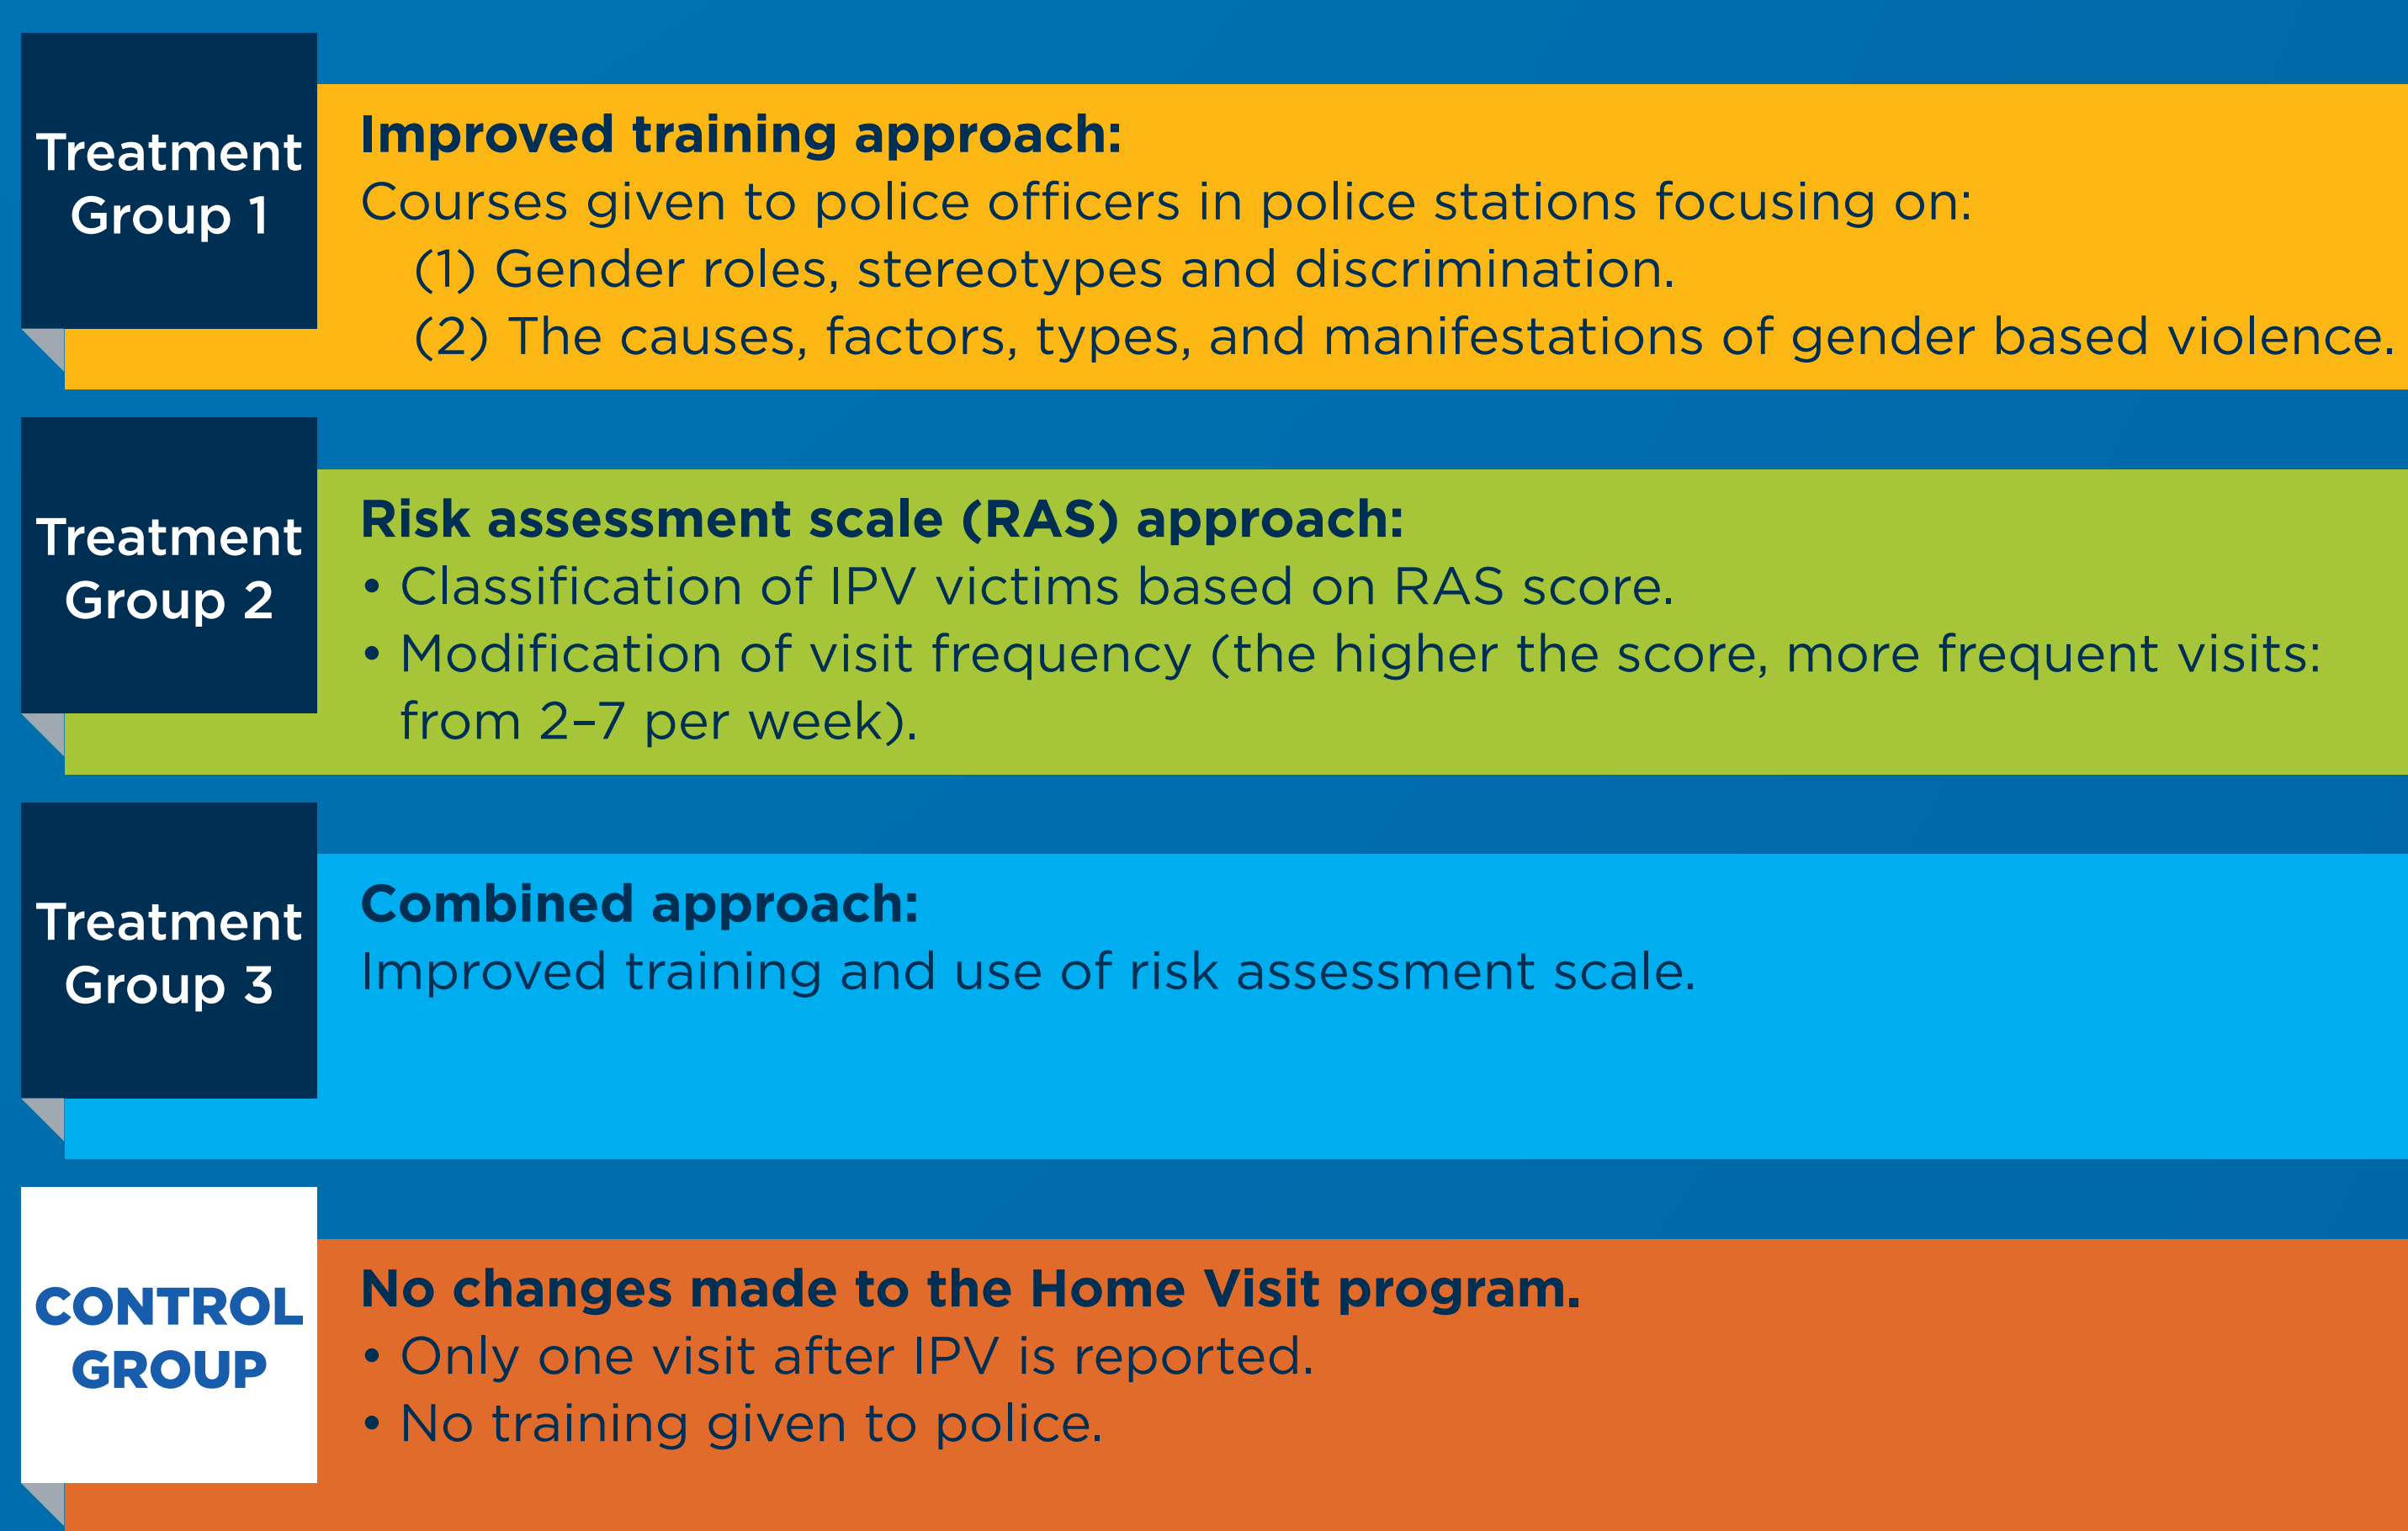 Treatment
Group 1
Improved training approach:
Courses given to police officers in police stations focusing on:
(1) Gender roles, stereotypes and discrimination.
(2) The causes, factors, types, and manifestations of gender based violence.
Treatment
Group 2
Risk assessment scale (RAS) approach:
• Classification of IPV victims based on RAS score.
• Modification of visit frequency (the higher the score, more frequent visits:
from 2–7 per week).
Treatment
Group 3
Combined approach:
Improved training and use of risk assessment scale.
CONTROL
GROUP
No changes made to the Home Visit program.
• Only one visit after IPV is reported.
• No training given to police.